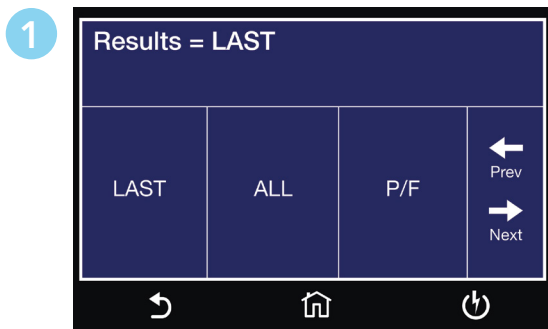 1
Results = LAST
LAST
ALL
P/F
Prev
Next